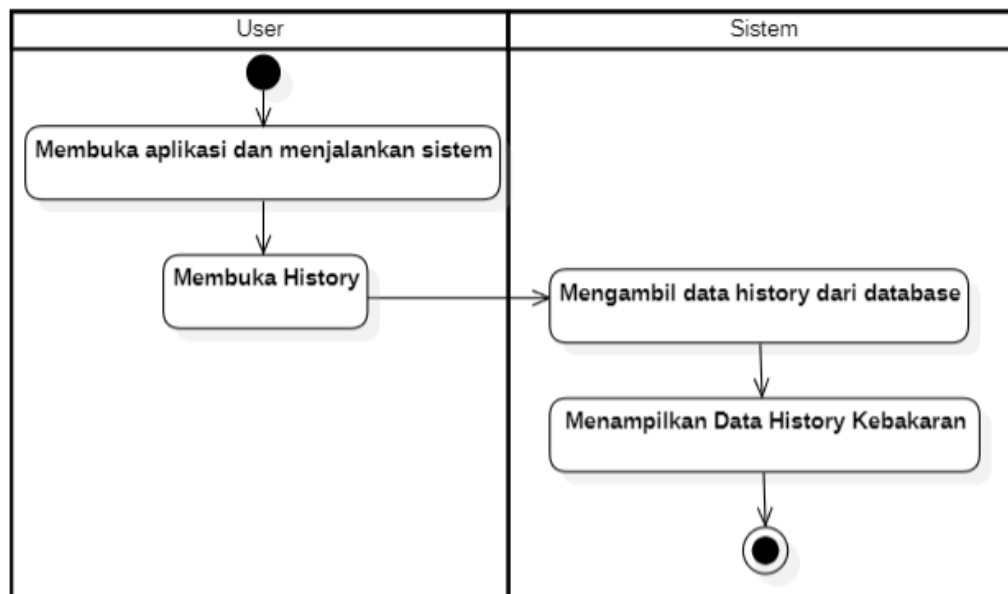 User
Sistem
Membuka aplikasi dan menjalankan sistem
Membuka History
Mengambil data history dari database
Menampilkan Data History Kebakaran